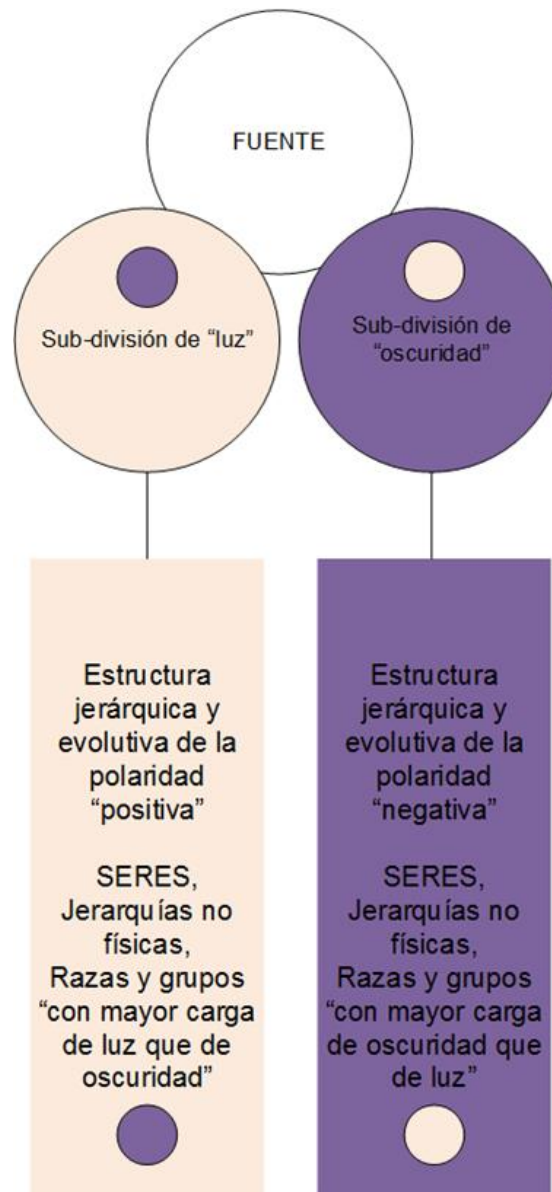 FUENTE
Sub-división de “luz”
Sub-división de
“oscuridad”
Estructura
jerárquica y
evolutiva de la
polaridad
“positiva”
SERES,
Jerarquías no
físicas,
Razas y grupos
“con mayor carga
de luz que de
oscuridad”
Estructura
jerárquica y
evolutiva de la
polaridad
“negativa”
SERES,
Jerarquías no
físicas,
Razas y grupos
“con mayor carga
de oscuridad que
de luz”